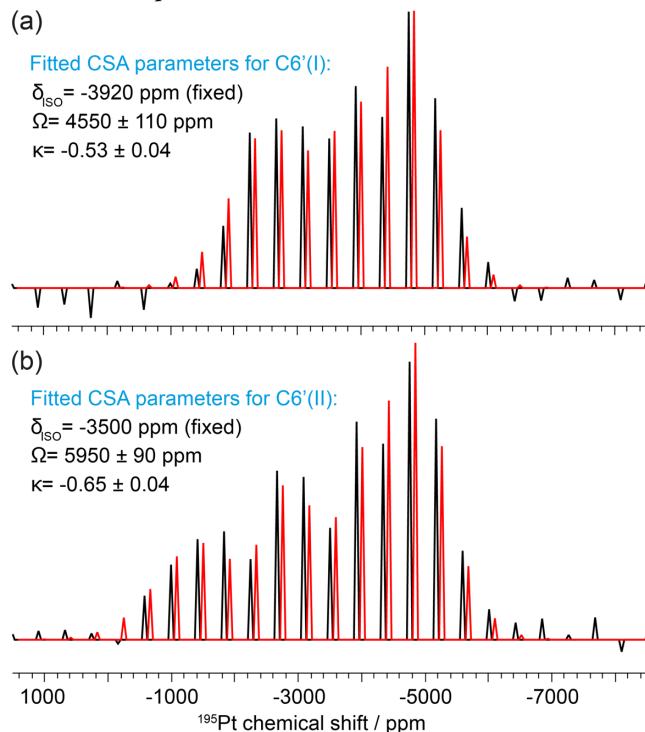 (a)
Fitted CSA parameters for C6'(I):
δISO= -3920 ppm (fixed)
Ω= 4550 ± 110 ppm
κ= -0.53 ± 0.04
(b)
Fitted CSA parameters for C6'(II):
δISO= -3500 ppm (fixed)
Ω= 5950 ± 90 ppm
κ= -0.65 ± 0.04
1000 -1000 -3000 -5000 -7000
¹⁹⁵Pt chemical shift / ppm